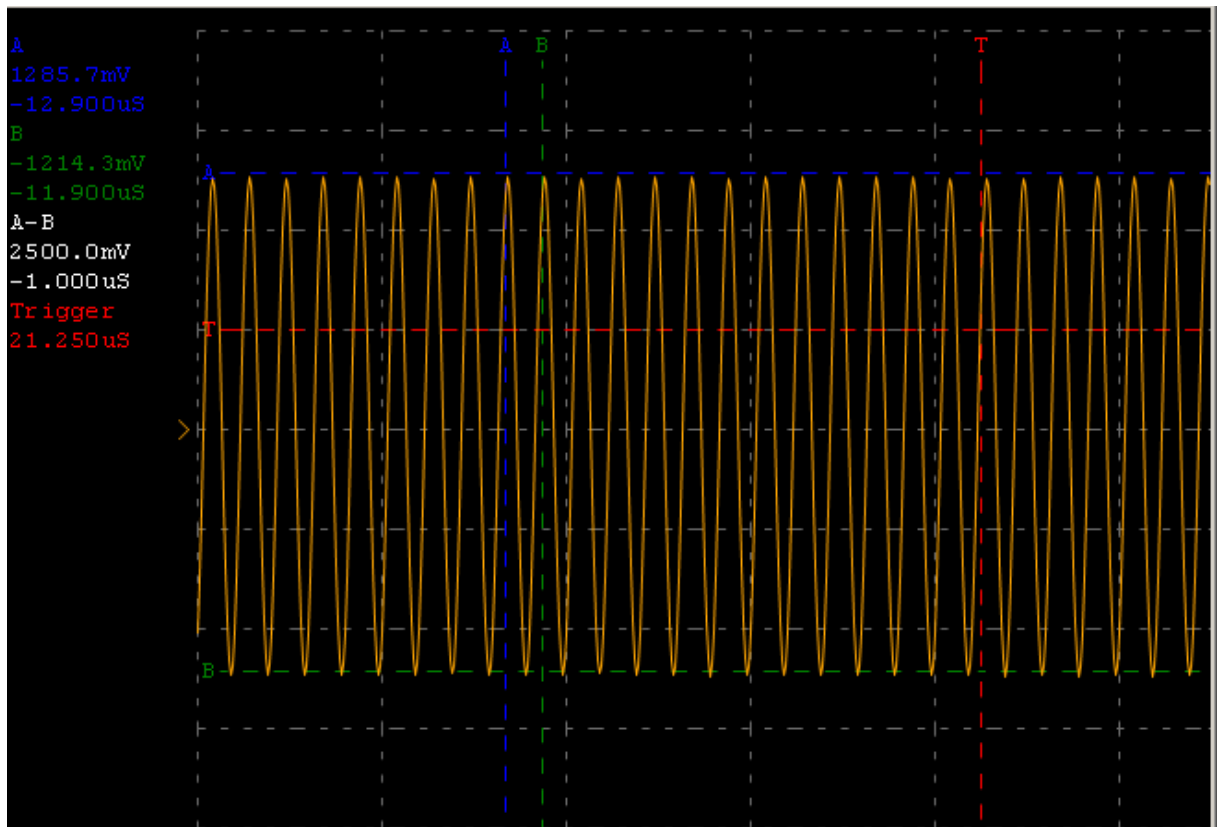 A
1285.7mV
-12.900uS
B
-1214.3mV
-11.900uS
A-B
2500.0mV
-1.000uS
Trigger
21.250uS
A B T
A
T
B